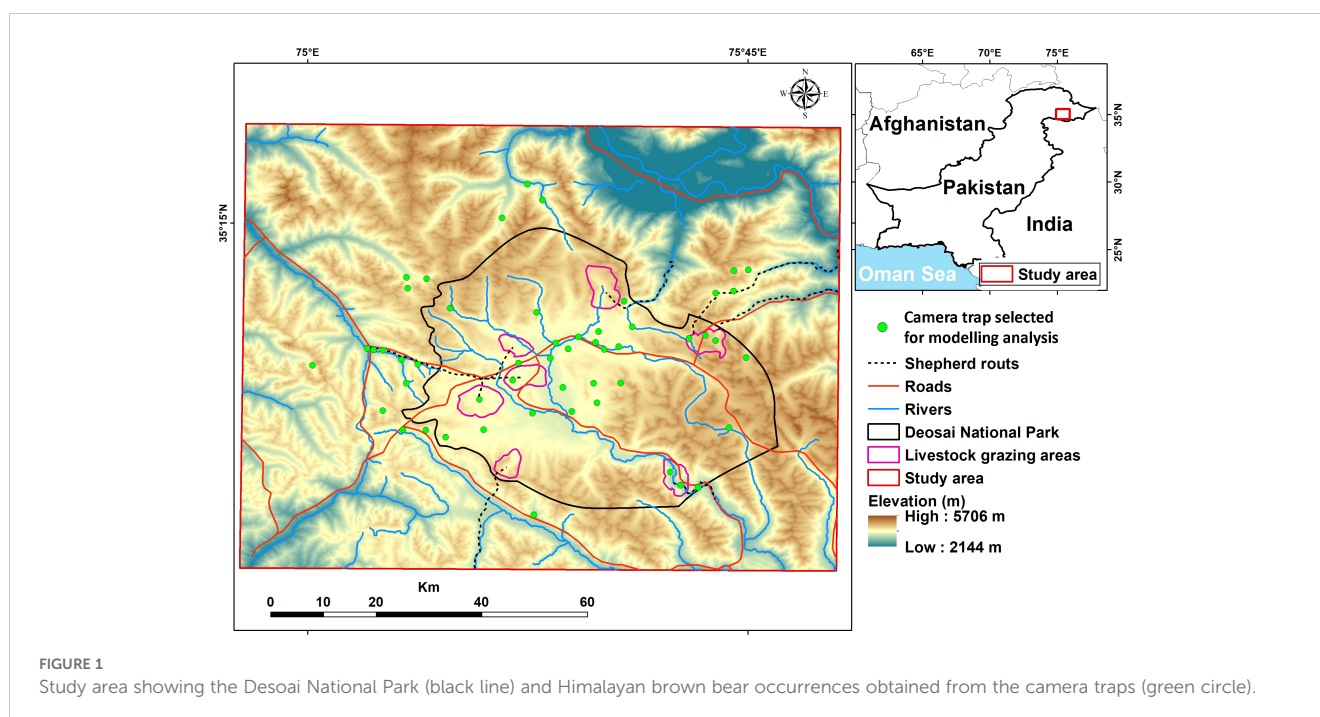 75°E
75°45'E
N
W
E
S
35°15'N
Km
0 10 20 40 60
65°E 70°E 75°E
35°N
30°N
25°N
Afghanistan
Pakistan
India
Oman Sea
Study area
Camera trap selected
for modelling analysis
Shepherd routs
Roads
Rivers
Deosai National Park
Livestock grazing areas
Study area
Elevation (m)
High : 5706 m
Low : 2144 m
FIGURE 1
Study area showing the Desoai National Park (black line) and Himalayan brown bear occurrences obtained from the camera traps (green circle).